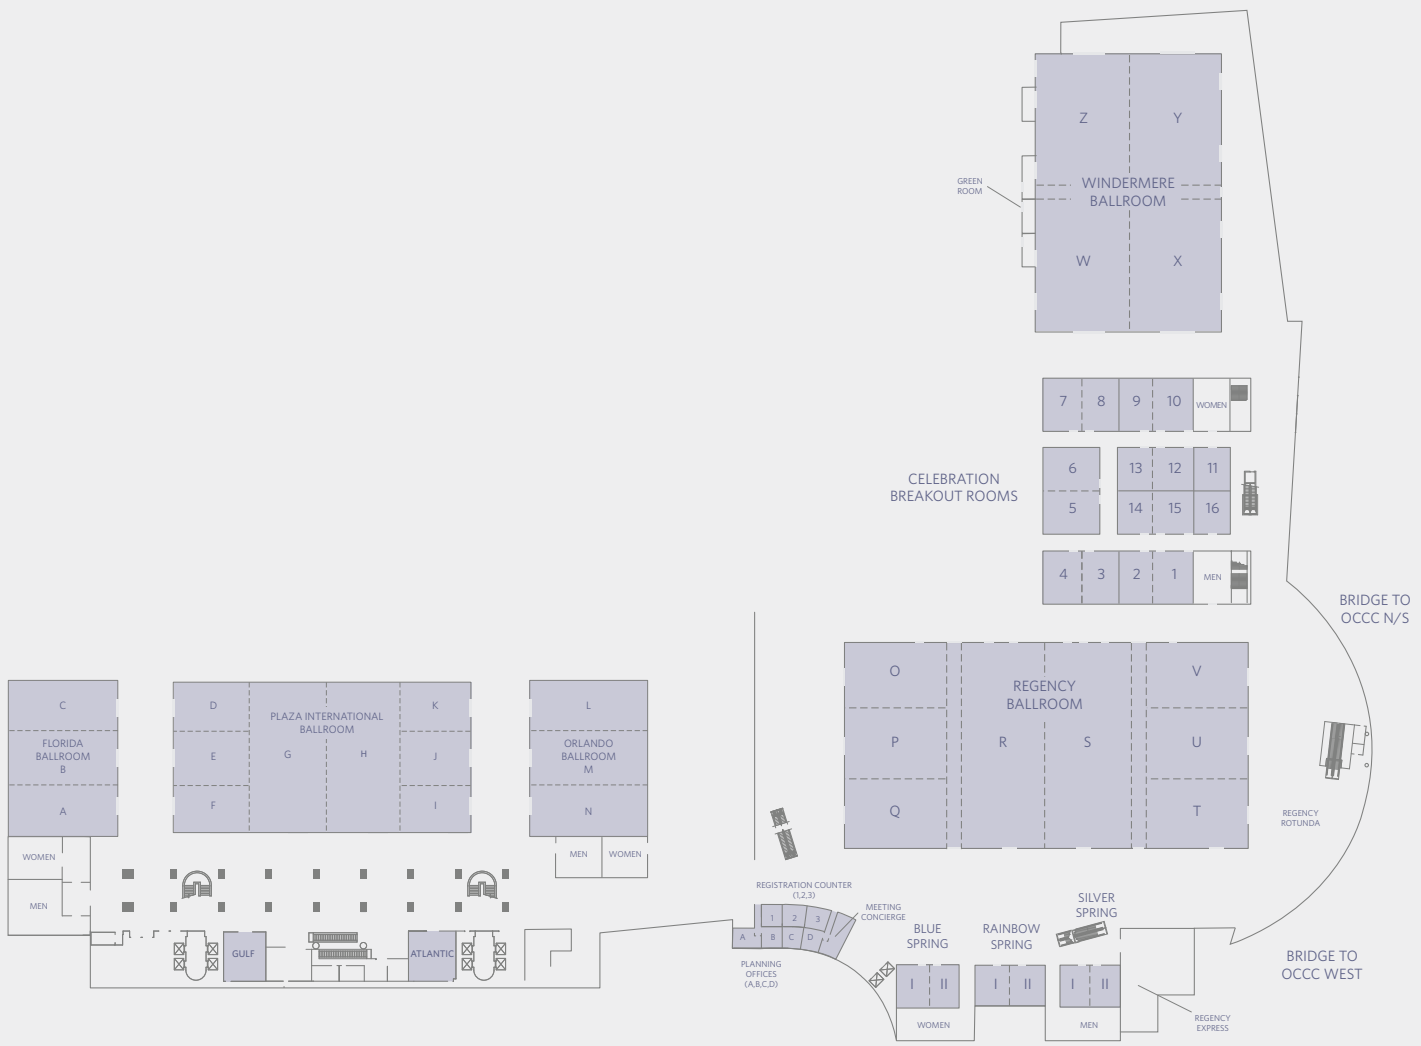 Z
Y
WINDERMERE
BALLROOM
GREEN
ROOM
W
X
7
8
9
10
WOMEN
CELEBRATION
BREAKOUT ROOMS
6
13
12
11
5
14
15
16
4
3
2
1
MEN
BRIDGE TO
OCCC N/S
O
V
REGENCY
BALLROOM
P
R
S
U
Q
T
REGENCY
ROTUNDA
C
FLORIDA
BALLROOM
B
A
WOMEN
MEN
D
K
PLAZA INTERNATIONAL
BALLROOM
E
G
H
J
F
I
L
ORLANDO
BALLROOM
M
N
MEN
WOMEN
GULF
ATLANTIC
REGISTRATION COUNTER
(1,2,3)
1
2
3
MEETING
CONCIERGE
A
B
C
D
PLANNING
OFFICES
(A,B,C,D)
BLUE
SPRING
I
II
WOMEN
RAINBOW
SPRING
I
II
SILVER
SPRING
I
II
MEN
REGENCY
EXPRESS
BRIDGE TO
OCCC WEST